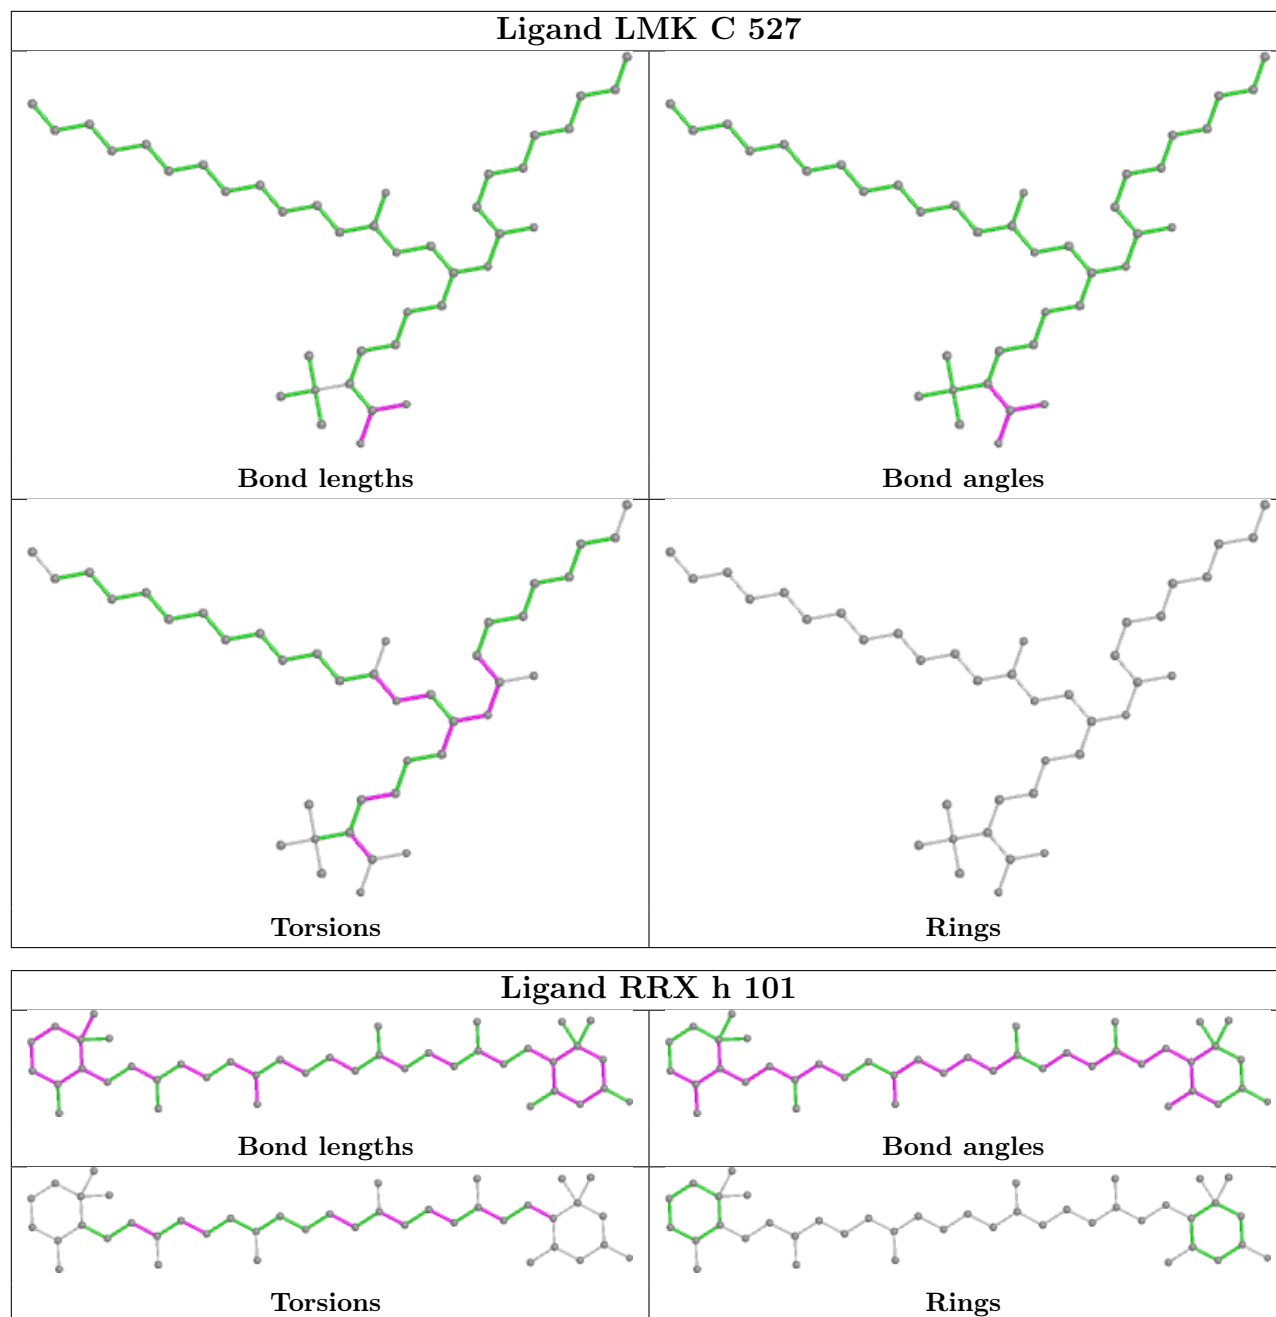 Ligand LMK C 527
Bond lengths
Bond angles
Torsions
Rings
Ligand RRX h 101
Bond lengths
Bond angles
Torsions
Rings